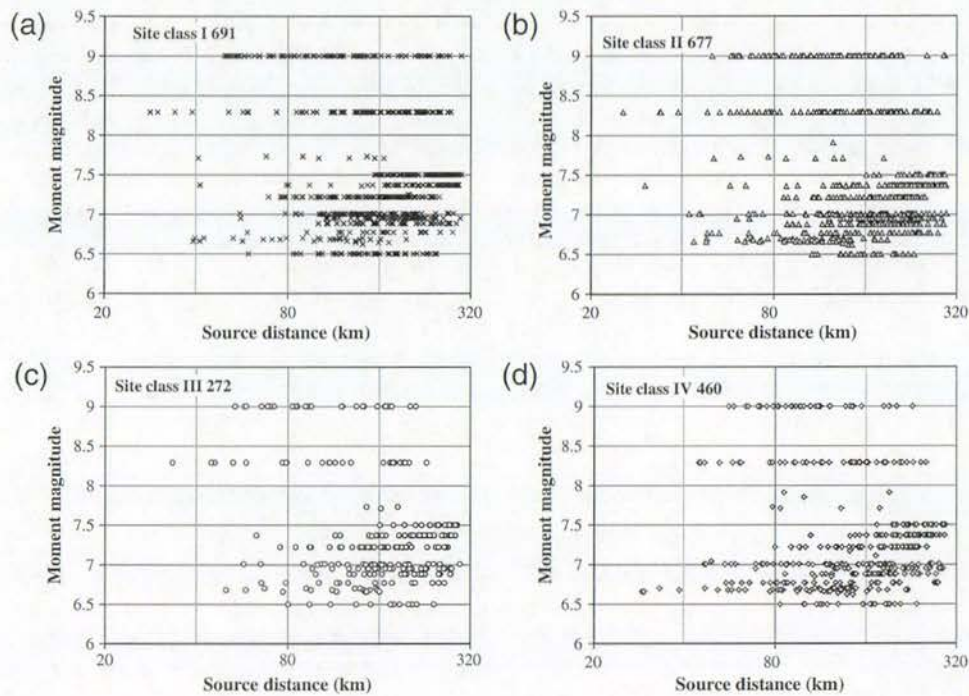 (a)
Site class I 691
Moment magnitude
9.5
9
8.5
8
7.5
7
6.5
6
20
80
320
Source distance (km)
(b)
Site class II 677
Moment magnitude
9.5
9
8.5
8
7.5
7
6.5
6
20
80
320
Source distance (km)
(c)
Site class III 272
Moment magnitude
9.5
9
8.5
8
7.5
7
6.5
6
20
80
320
Source distance (km)
(d)
Site class IV 460
Moment magnitude
9.5
9
8.5
8
7.5
7
6.5
6
20
80
320
Source distance (km)